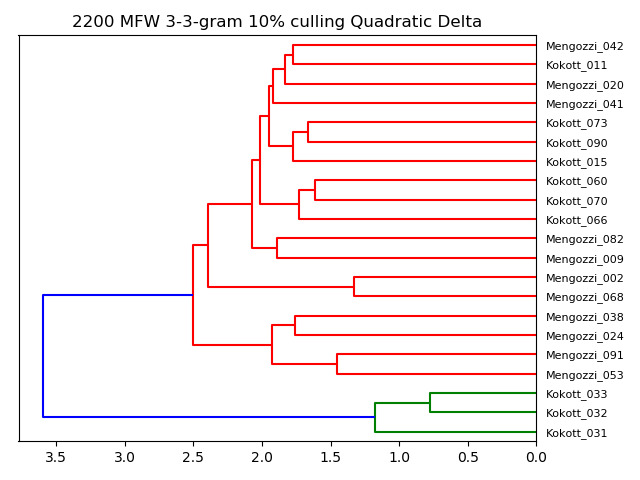 2200 MFW 3-3-gram 10% culling Quadratic Delta
Mengozzi_042
Kokott_011
Mengozzi_020
Mengozzi_041
Kokott_073
Kokott_090
Kokott_015
Kokott_060
Kokott_070
Kokott_066
Mengozzi_082
Mengozzi_009
Mengozzi_002
Mengozzi_068
Mengozzi_038
Mengozzi_024
Mengozzi_091
Mengozzi_053
Kokott_033
Kokott_032
Kokott_031
3.5 3.0 2.5 2.0 1.5 1.0 0.5 0.0